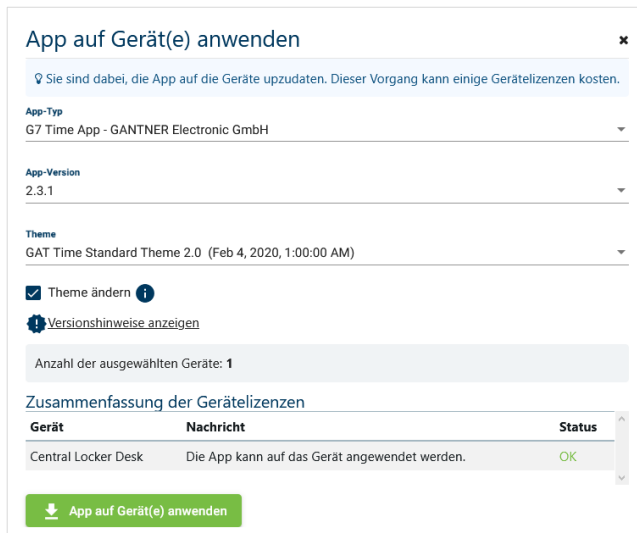 App auf Gerät(e) anwenden
Sie sind dabei, die App auf die Geräte upzudaten. Dieser Vorgang kann einige Gerätelizenzen kosten.
App-Typ
G7 Time App - GANTNER Electronic GmbH
App-Version
2.3.1
Theme
GAT Time Standard Theme 2.0 (Feb 4, 2020, 1:00:00 AM)
Theme ändern
Versionshinweise anzeigen
Anzahl der ausgewählten Geräte: 1
Zusammenfassung der Gerätelizenzen
Gerät Nachricht Status
Central Locker Desk Die App kann auf das Gerät angewendet werden. OK
App auf Gerät(e) anwenden